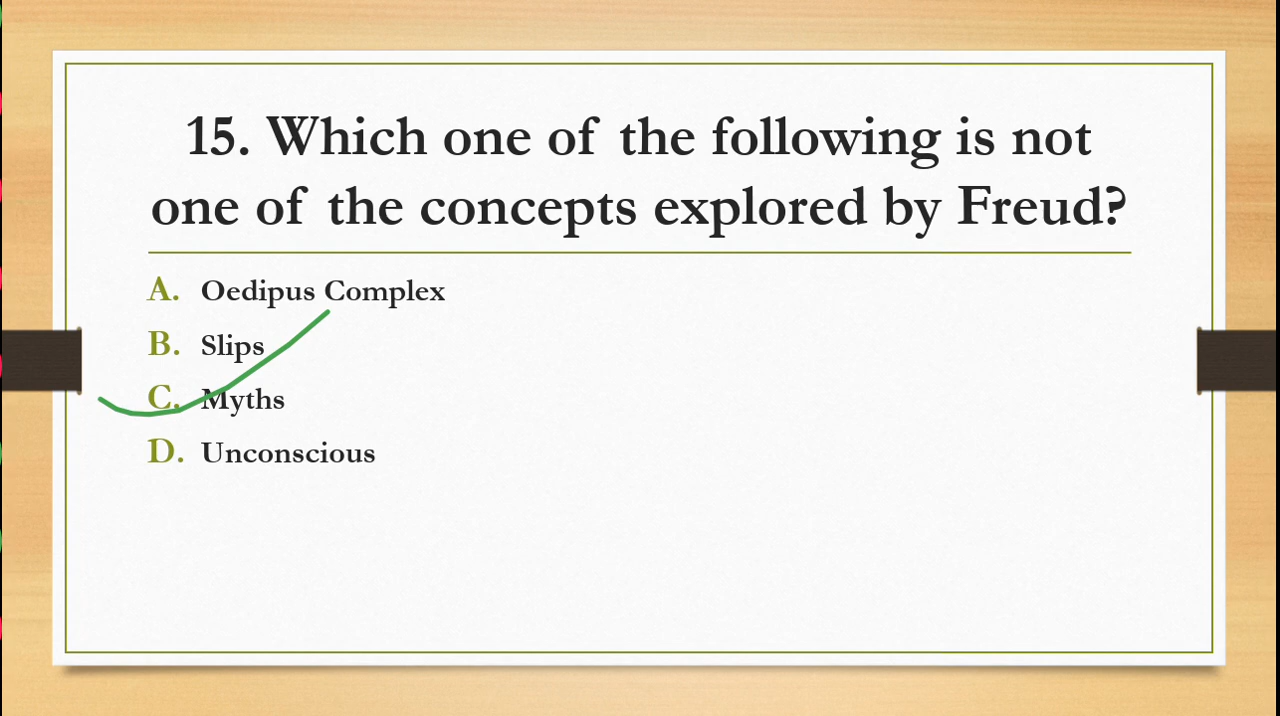 15. Which one of the following is not
one of the concepts explored by Freud?
A. Oedipus Complex
B. Slips
C. Myths
D. Unconscious